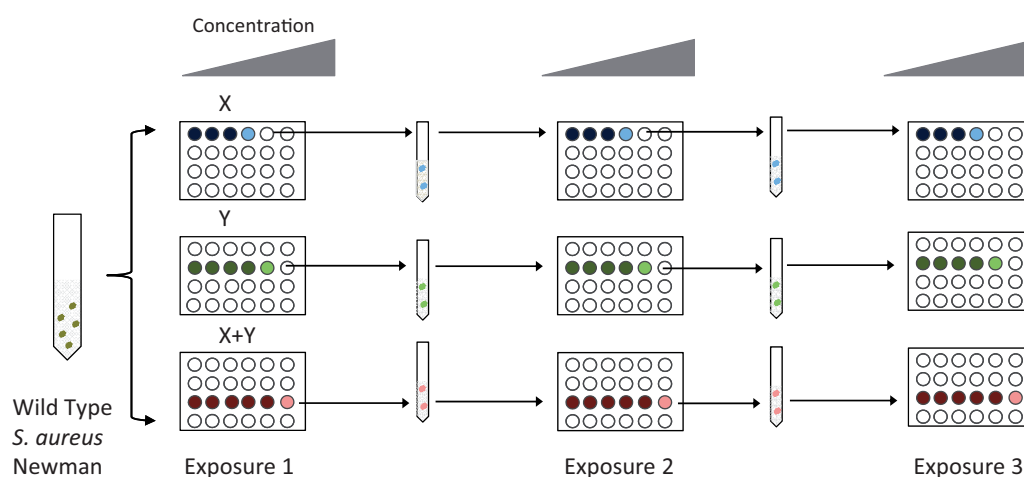 Concentration
X
Y
X+Y
Wild Type
S. aureus
Newman
Exposure 1
Exposure 2
Exposure 3